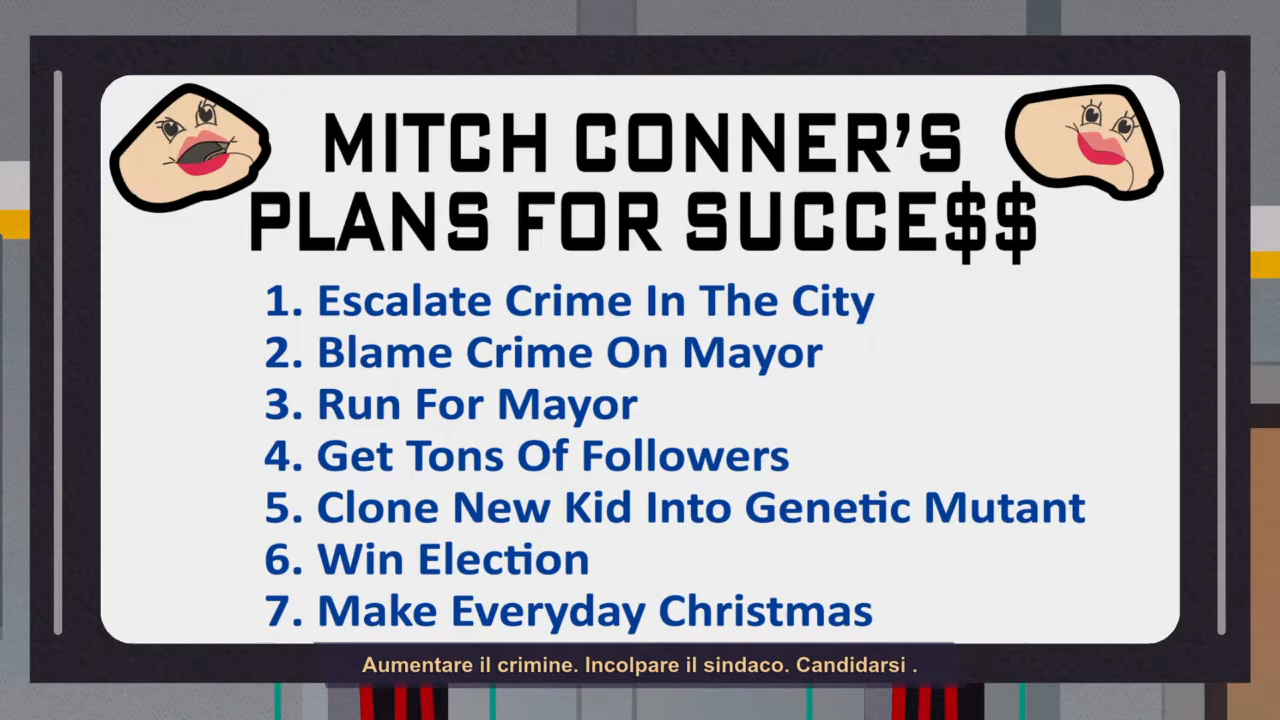 MITCH CONNER'S
PLANS FOR SUCCE$$
1. Escalate Crime In The City
2. Blame Crime On Mayor
3. Run For Mayor
4. Get Tons Of Followers
5. Clone New Kid Into Genetic Mutant
6. Win Election
7. Make Everyday Christmas
Aumentare il crimine. Incolpare il sindaco. Candidarsi .